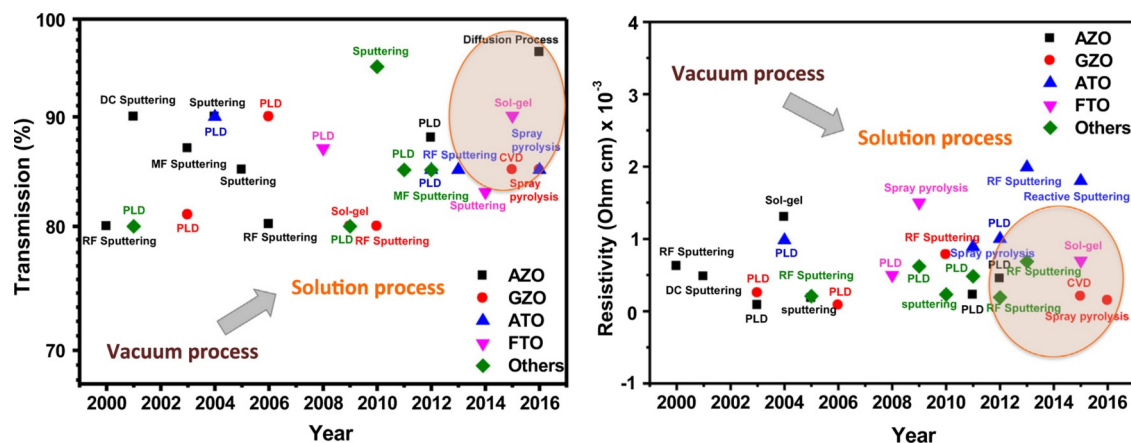 100
90
80
70
Transmission (%)
Sputtering
Diffusion Process
DC Sputtering
Sputtering
PLD
PLD
MF Sputtering
Sputtering
PLD
PLD
Sol-gel
Spray
pyrolysis
PLD
RF Sputtering
CVD
PLD
MF Sputtering
Spray
pyrolysis
Sputtering
PLD
RF Sputtering
PLD
RF Sputtering
Sol-gel
PLD
RF Sputtering
Solution process
Vacuum process
AZO
GZO
ATO
FTO
Others
2000
2002
2004
2006
2008
2010
2012
2014
2016
Year
6
5
4
3
2
1
0
-1
Resistivity (Ohm cm) x 10-3
AZO
GZO
ATO
FTO
Others
Vacuum process
Solution process
RF Sputtering
Reactive Sputtering
Spray pyrolysis
Sol-gel
PLD
PLD
RF Sputtering
Spray pyrolysis
Sol-gel
RF Sputtering
DC Sputtering
PLD
PLD
RF Sputtering
sputtering
PLD
PLD
PLD
sputtering
PLD
PLD
PLD
RF Sputtering
RF Sputtering
CVD
Spray pyrolysis
2000
2002
2004
2006
2008
2010
2012
2014
2016
Year